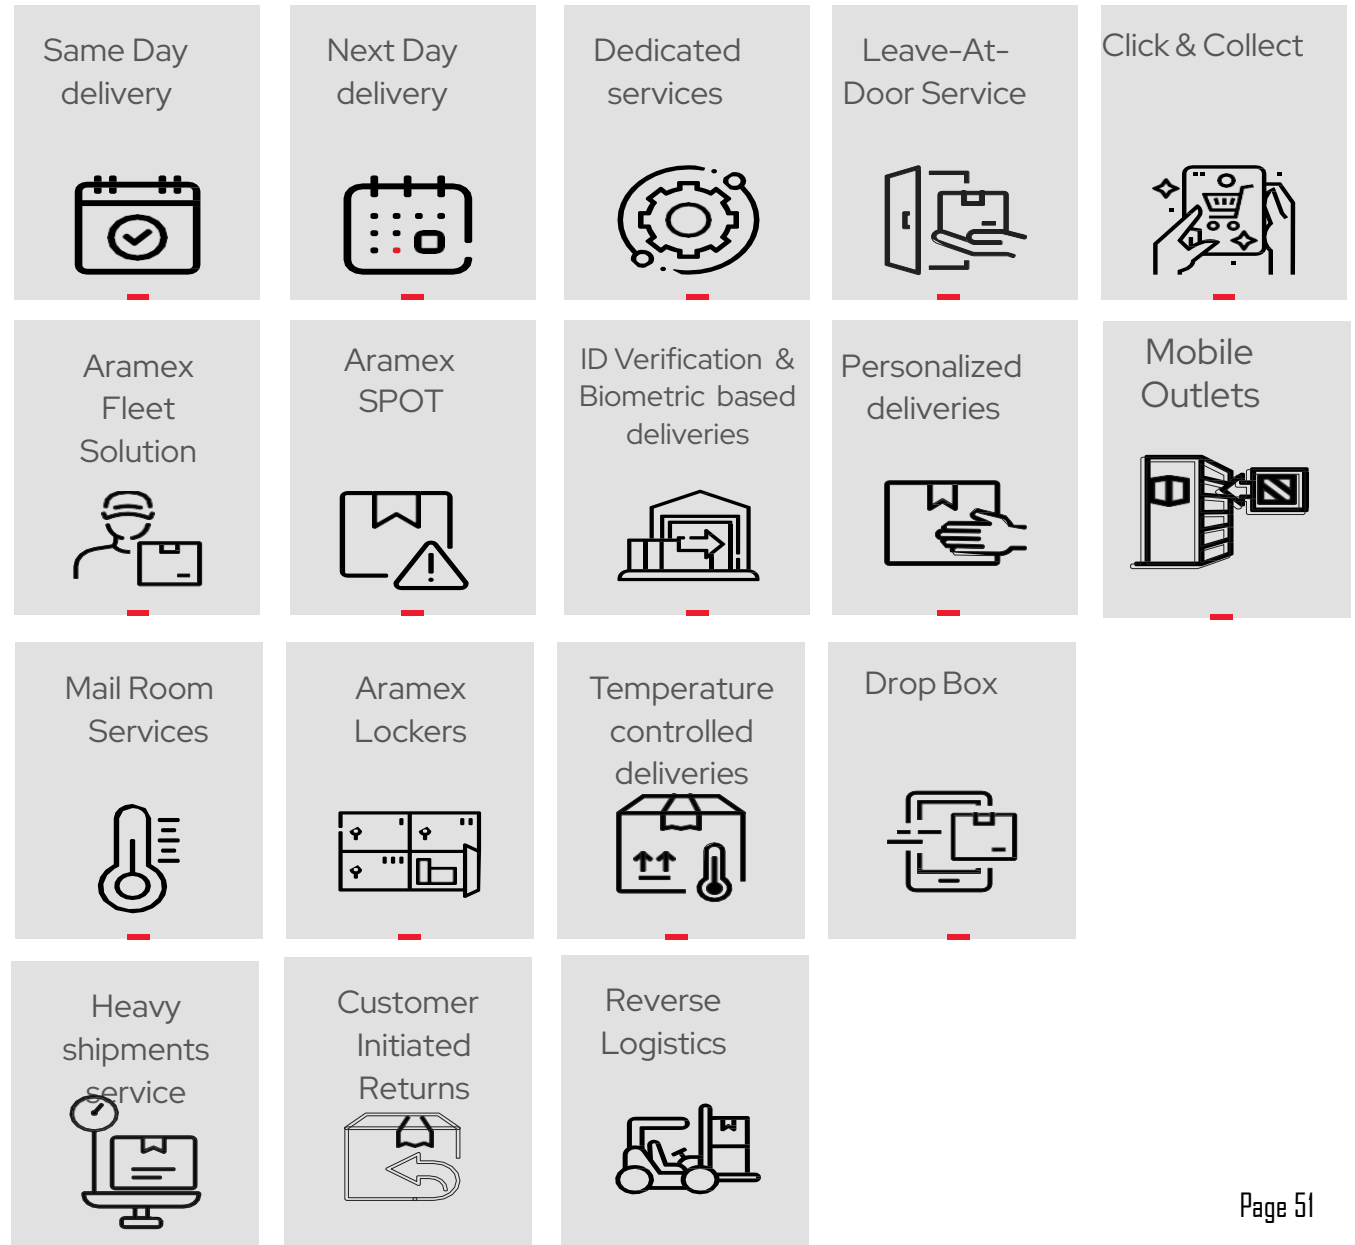 Same Day
delivery
Next Day
delivery
Dedicated
services
Leave-At-
Door Service
Click & Collect
Aramex
Fleet
Solution
Aramex
SPOT
ID Verification &
Biometric based
deliveries
Personalized
deliveries
Mobile
Outlets
Mail Room
Services
Aramex
Lockers
Temperature
controlled
deliveries
Drop Box
Heavy
shipments
service
Customer
Initiated
Returns
Reverse
Logistics
Page 51